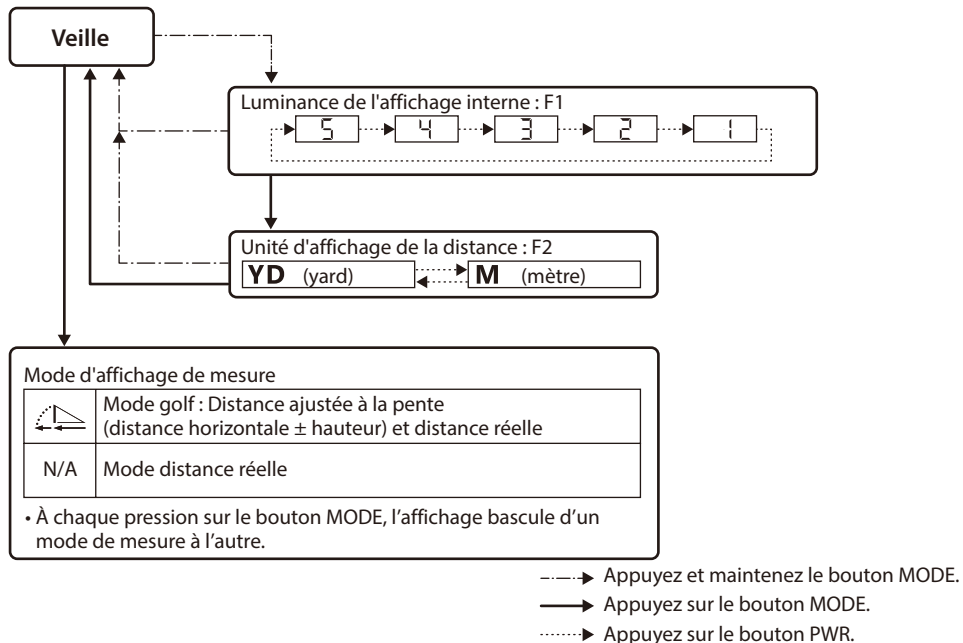 Veille
Luminance de l'affichage interne : F1
5 4 3 2 1
Unité d'affichage de la distance : F2
YD (yard) M (mètre)
Mode d'affichage de mesure
Mode golf : Distance ajustée à la pente
(distance horizontale ± hauteur) et distance réelle
N/A Mode distance réelle
• À chaque pression sur le bouton MODE, l'affichage bascule d'un
mode de mesure à l'autre.
Appuyez et maintenez le bouton MODE.
Appuyez sur le bouton MODE.
Appuyez sur le bouton PWR.